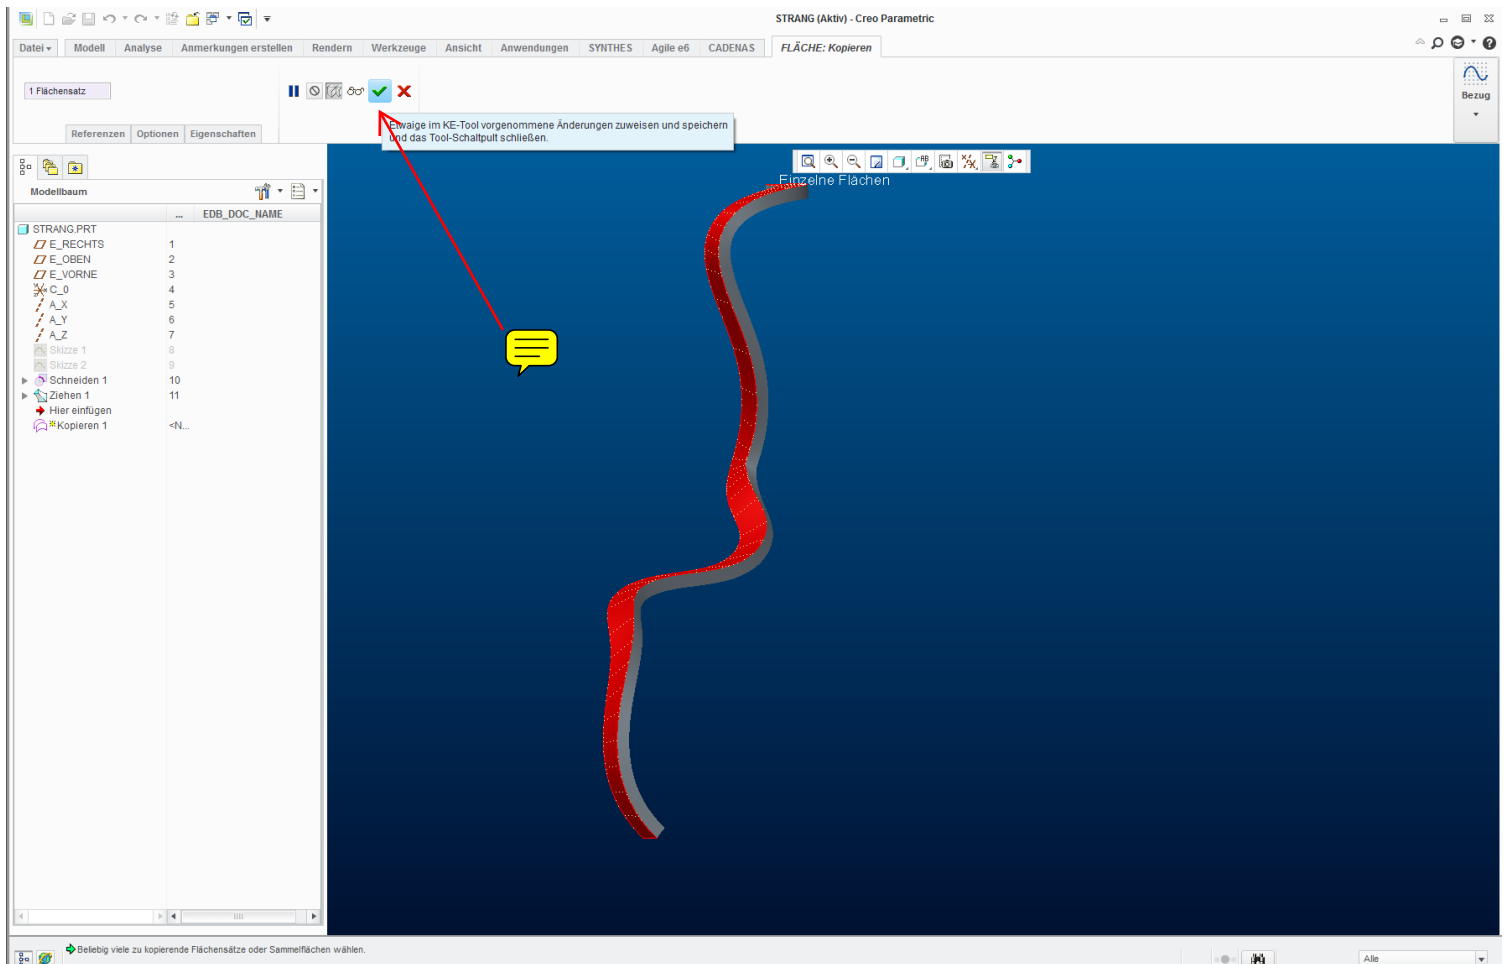 STRANG (Aktiv) - Creo Parametric
Datei Modell Analyse Anmerkungen erstellen Rendern Werkzeuge Ansicht Anwendungen SYNTHES Agile e6 CADENAS FLÄCHE: Kopieren
1 Flächensatz
Bezug
Referenzen Optionen Eigenschaften
Etwaige im KE-Tool vorgenommene Änderungen zuweisen und speichern
und das Tool-Schaltpult schließen.
Einzelne Flächen
Modellbaum
... EDB_DOC_NAME
STRANG.PRT
E_RECHTS 1
E_OBEN 2
E_VORNE 3
C_0 4
A_X 5
A_Y 6
A_Z 7
Skizze 1 8
Skizze 2 9
Schneiden 1 10
Ziehen 1 11
Hier einfügen
Kopieren 1 <N...
Beliebig viele zu kopierende Flächensätze oder Sammelflächen wählen.
Alle